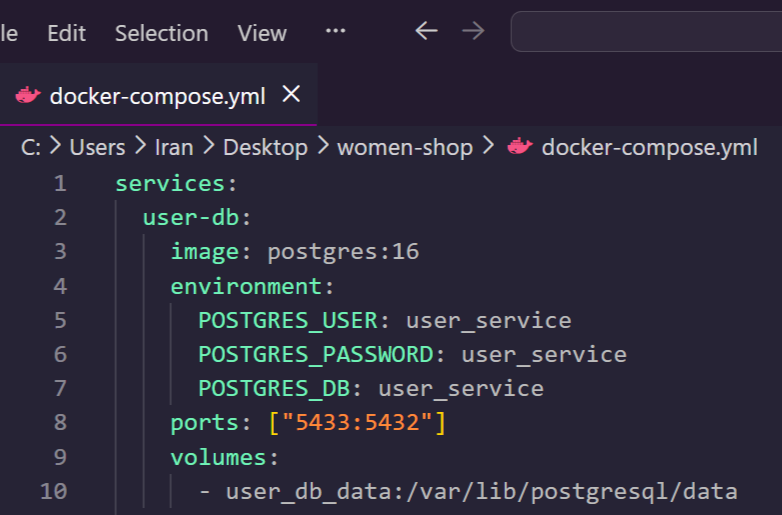 le Edit Selection View ···
docker-compose.yml
C: > Users > Iran > Desktop > women-shop > docker-compose.yml
1 services:
2   user-db:
3     image: postgres:16
4     environment:
5       POSTGRES_USER: user_service
6       POSTGRES_PASSWORD: user_service
7       POSTGRES_DB: user_service
8     ports: ["5433:5432"]
9     volumes:
10       - user_db_data:/var/lib/postgresql/data